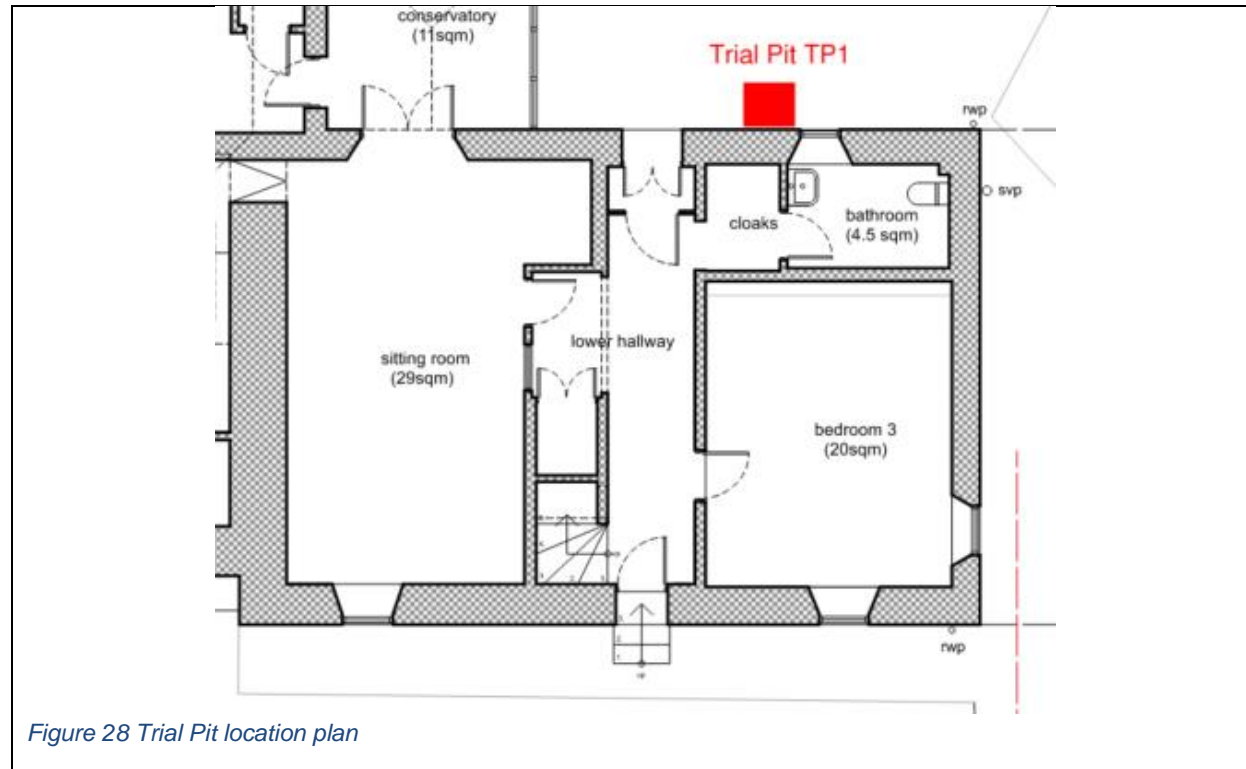 conservatory
(11sqm)
Trial Pit TP1
rwp
svp
cloaks
bathroom
(4.5 sqm)
lower hallway
sitting room
(29sqm)
bedroom 3
(20sqm)
rwp
Figure 28 Trial Pit location plan